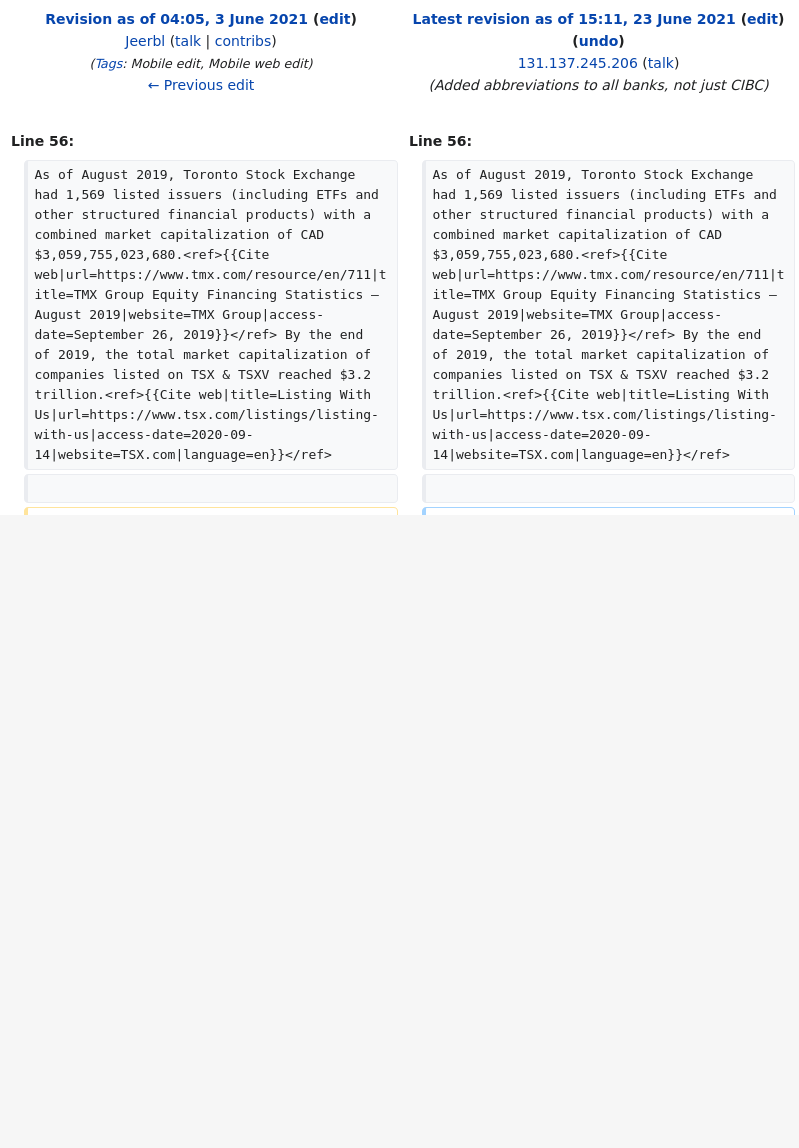 Revision as of 04:05, 3 June 2021 (edit)
Jeerbl (talk | contribs)
(Tags: Mobile edit, Mobile web edit)
← Previous edit
Latest revision as of 15:11, 23 June 2021 (edit)
(undo)
131.137.245.206 (talk)
(Added abbreviations to all banks, not just CIBC)
Line 56:
As of August 2019, Toronto Stock Exchange
had 1,569 listed issuers (including ETFs and
other structured financial products) with a
combined market capitalization of CAD
$3,059,755,023,680.<ref>{{Cite
web|url=https://www.tmx.com/resource/en/711|t
itle=TMX Group Equity Financing Statistics –
August 2019|website=TMX Group|access-
date=September 26, 2019}}</ref> By the end
of 2019, the total market capitalization of
companies listed on TSX & TSXV reached $3.2
trillion.<ref>{{Cite web|title=Listing With
Us|url=https://www.tsx.com/listings/listing-
with-us|access-date=2020-09-
14|website=TSX.com|language=en}}</ref>
Line 56:
As of August 2019, Toronto Stock Exchange
had 1,569 listed issuers (including ETFs and
other structured financial products) with a
combined market capitalization of CAD
$3,059,755,023,680.<ref>{{Cite
web|url=https://www.tmx.com/resource/en/711|t
itle=TMX Group Equity Financing Statistics –
August 2019|website=TMX Group|access-
date=September 26, 2019}}</ref> By the end
of 2019, the total market capitalization of
companies listed on TSX & TSXV reached $3.2
trillion.<ref>{{Cite web|title=Listing With
Us|url=https://www.tsx.com/listings/listing-
with-us|access-date=2020-09-
14|website=TSX.com|language=en}}</ref>